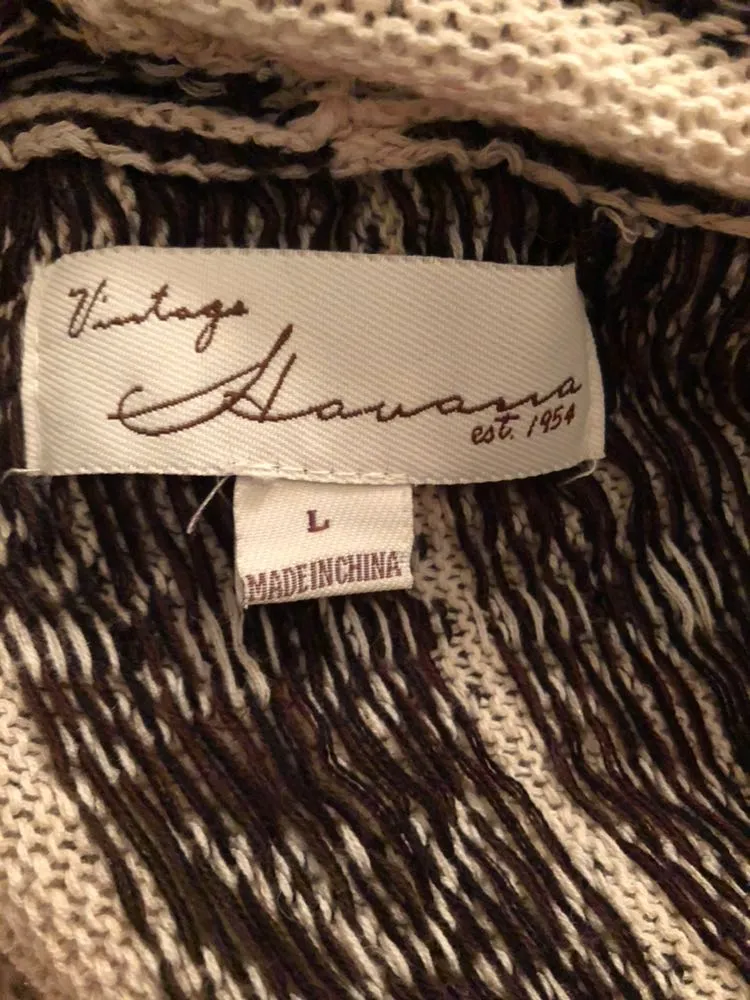 Vintage
Havana
est. 1954
L
MADE IN CHINA